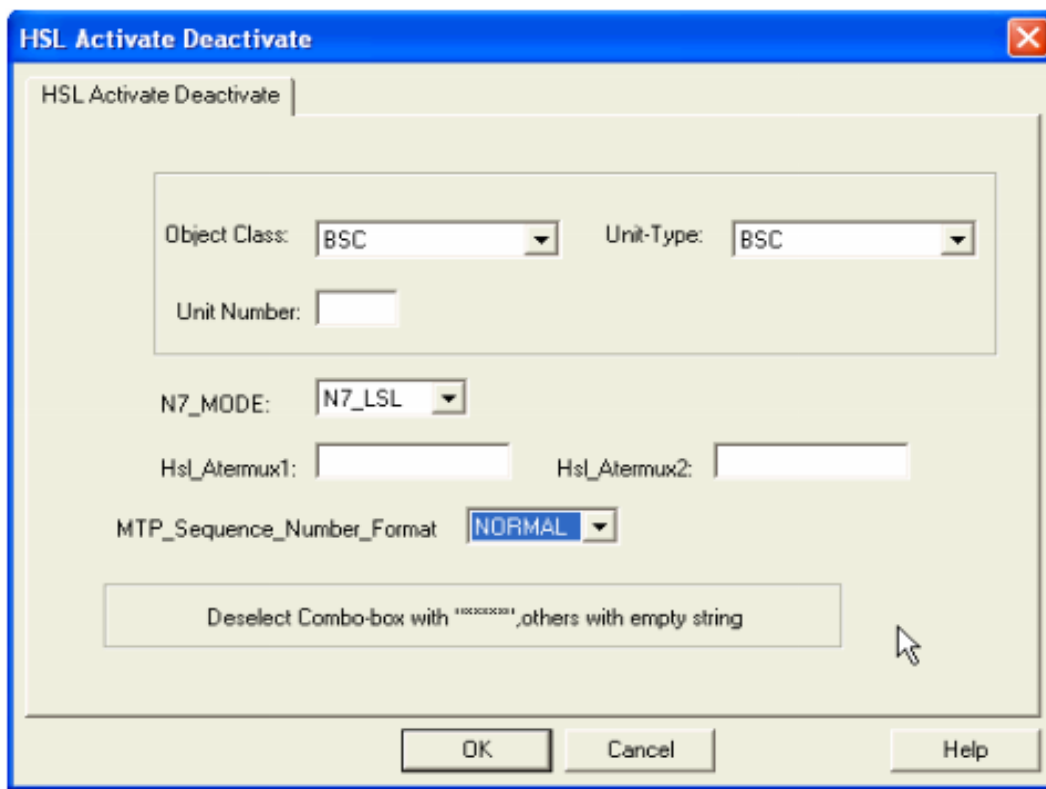 HSL Activate Deactivate
HSL Activate Deactivate
Object Class: BSC Unit-Type: BSC
Unit Number:
N7_MODE: N7_LSL
Hsl_Atermux1: Hsl_Atermux2:
MTP_Sequence_Number_Format NORMAL
Deselect Combo-box with "****",others with empty string
OK Cancel Help